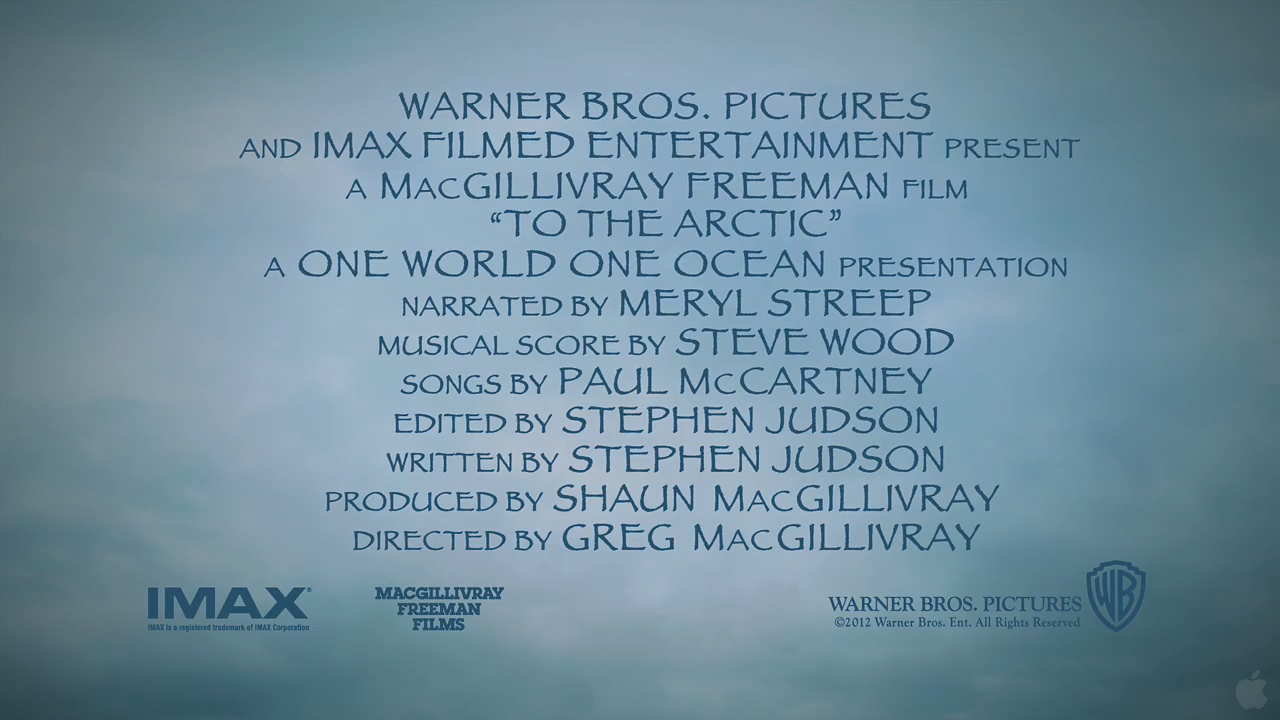 WARNER BROS. PICTURES
AND IMAX FILMED ENTERTAINMENT PRESENT
A MACGILLIVRAY FREEMAN FILM
“TO THE ARCTIC”
A ONE WORLD ONE OCEAN PRESENTATION
NARRATED BY MERYL STREEP
MUSICAL SCORE BY STEVE WOOD
SONGS BY PAUL MCCARTNEY
EDITED BY STEPHEN JUDSON
WRITTEN BY STEPHEN JUDSON
PRODUCED BY SHAUN MACGILLIVRAY
DIRECTED BY GREG MACGILLIVRAY
IMAX®
IMAX is a registered trademark of IMAX Corporation
MACGILLIVRAY
FREEMAN
FILMS
WARNER BROS. PICTURES
©2012 Warner Bros. Ent. All Rights Reserved
WB